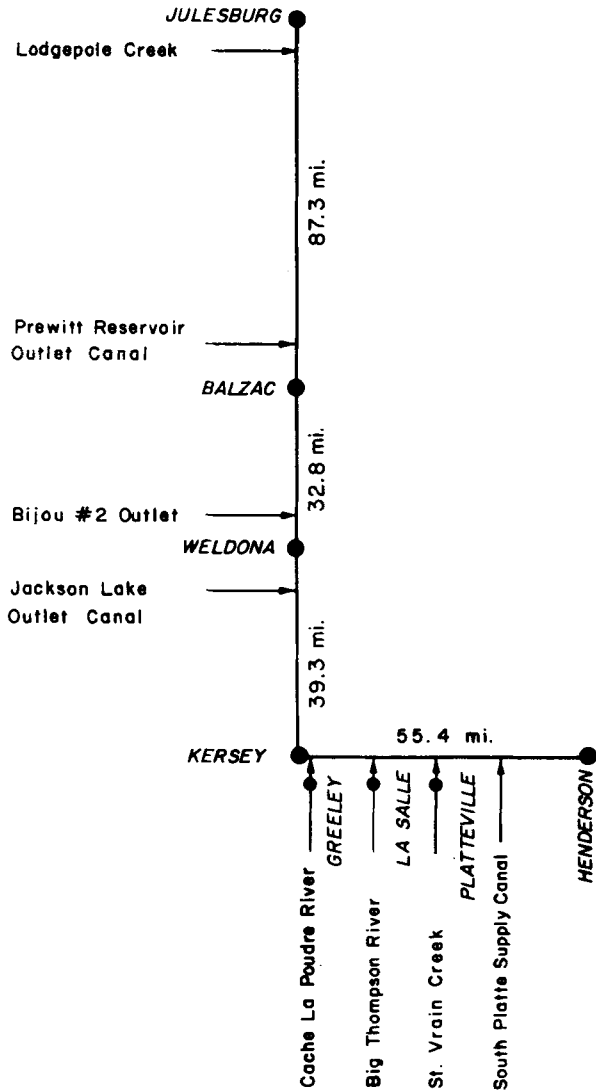 JULESBURG
Lodgepole Creek
87.3 mi.
Prewitt Reservoir
Outlet Canal
BALZAC
32.8 mi.
Bijou #2 Outlet
WELDONA
Jackson Lake
Outlet Canal
39.3 mi.
KERSEY
55.4 mi.
Cache La Poudre River
GREELEY
Big Thompson River
LA SALLE
St. Vrain Creek
PLATTEVILLE
South Platte Supply Canal
HENDERSON